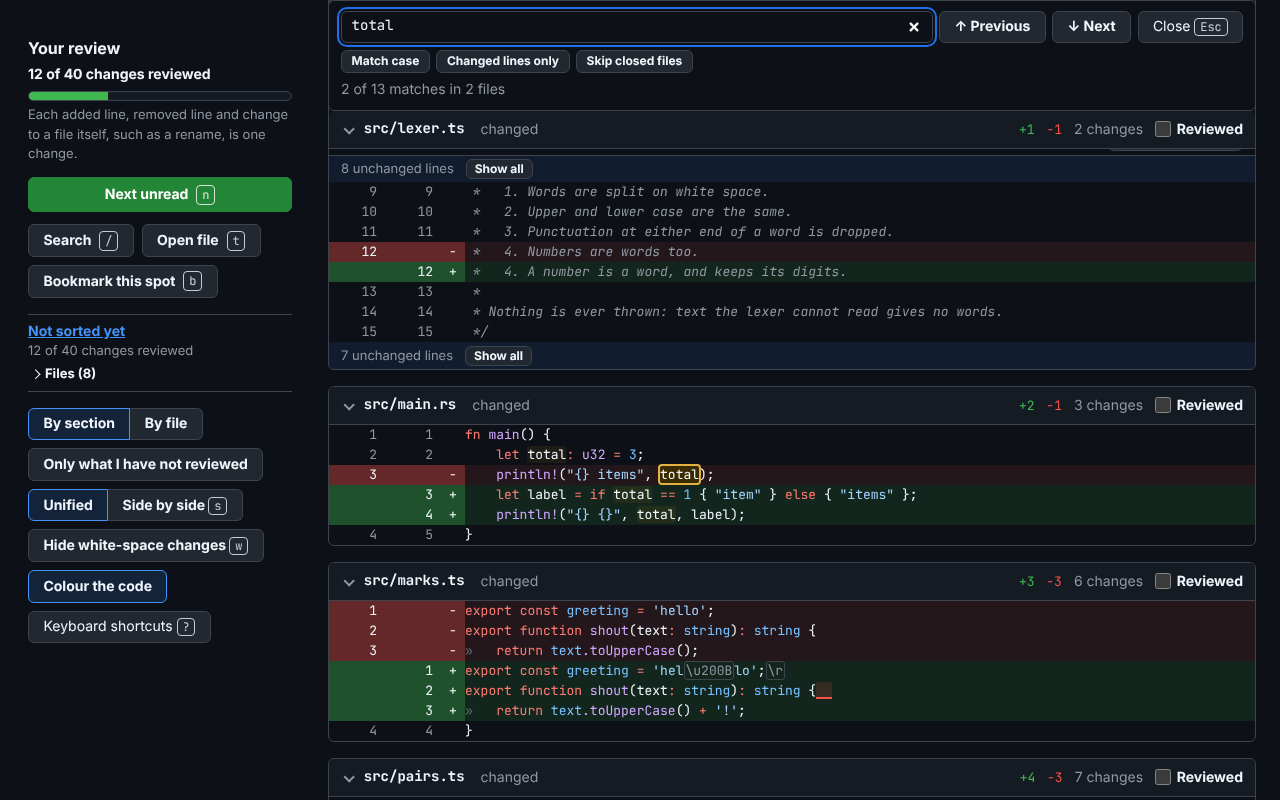 Your review
12 of 40 changes reviewed
Each added line, removed line and change
to a file itself, such as a rename, is one
change.
Next unread n
Search / Open file t
Bookmark this spot b
Not sorted yet
12 of 40 changes reviewed
Files (8)
By section By file
Only what I have not reviewed
Unified Side by side s
Hide white-space changes w
Colour the code
Keyboard shortcuts ?
total × ↑ Previous ↓ Next Close Esc
Match case Changed lines only Skip closed files
2 of 13 matches in 2 files
src/lexer.ts changed +1 -1 2 changes Reviewed
8 unchanged lines Show all
9 9 *   1. Words are split on white space.
10 10 *   2. Upper and lower case are the same.
11 11 *   3. Punctuation at either end of a word is dropped.
12 - *   4. Numbers are words too.
12 + *   4. A number is a word, and keeps its digits.
13 13 *
14 14 * Nothing is ever thrown: text the lexer cannot read gives no words.
15 15 */
7 unchanged lines Show all
src/main.rs changed +2 -1 3 changes Reviewed
1 1 fn main() {
2 2 let total: u32 = 3;
3 - println!("{} items", total);
3 + let label = if total == 1 { "item" } else { "items" };
4 + println!("{} {}", total, label);
4 5 }
src/marks.ts changed +3 -3 6 changes Reviewed
1 - export const greeting = 'hello';
2 - export function shout(text: string): string {
3 - » return text.toUpperCase();
1 + export const greeting = 'hel\u200Blo';\r
2 + export function shout(text: string): string {
3 + » return text.toUpperCase() + '!';
4 4 }
src/pairs.ts changed +4 -3 7 changes Reviewed